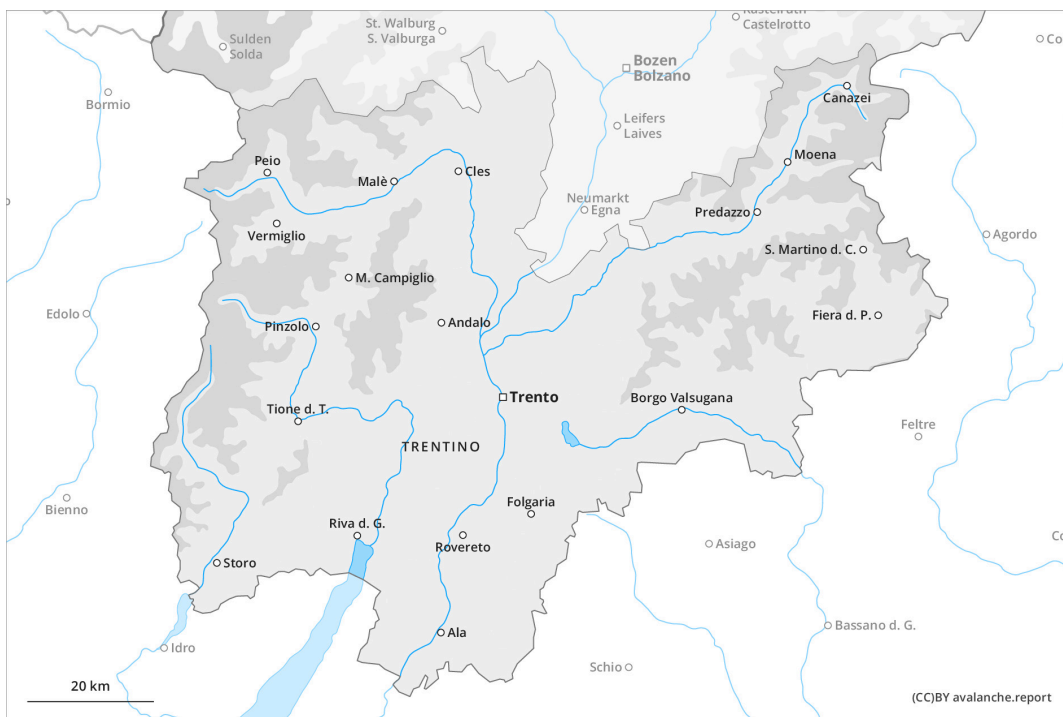 Kastelruth
Castelrotto
St. Walburg
S. Valburga
Sulden
Solda
Co
Bozen
Bolzano
Bormio
Canazei
Leifers
Laives
Moena
Peio
Malè
Cles
Neumarkt
Egna
Predazzo
Vermiglio
Agordo
S. Martino d. C.
M. Campiglio
Edolo
Fiera d. P.
Pinzolo
Andalo
Trento
Borgo Valsugana
Tione d. T.
Feltre
TRENTINO
Bienno
Folgaria
Riva d. G.
Rovereto
Asiago
Co
Storo
Bassano d. G.
Ala
Idro
Schio
20 km
(CC)BY avalanche.report